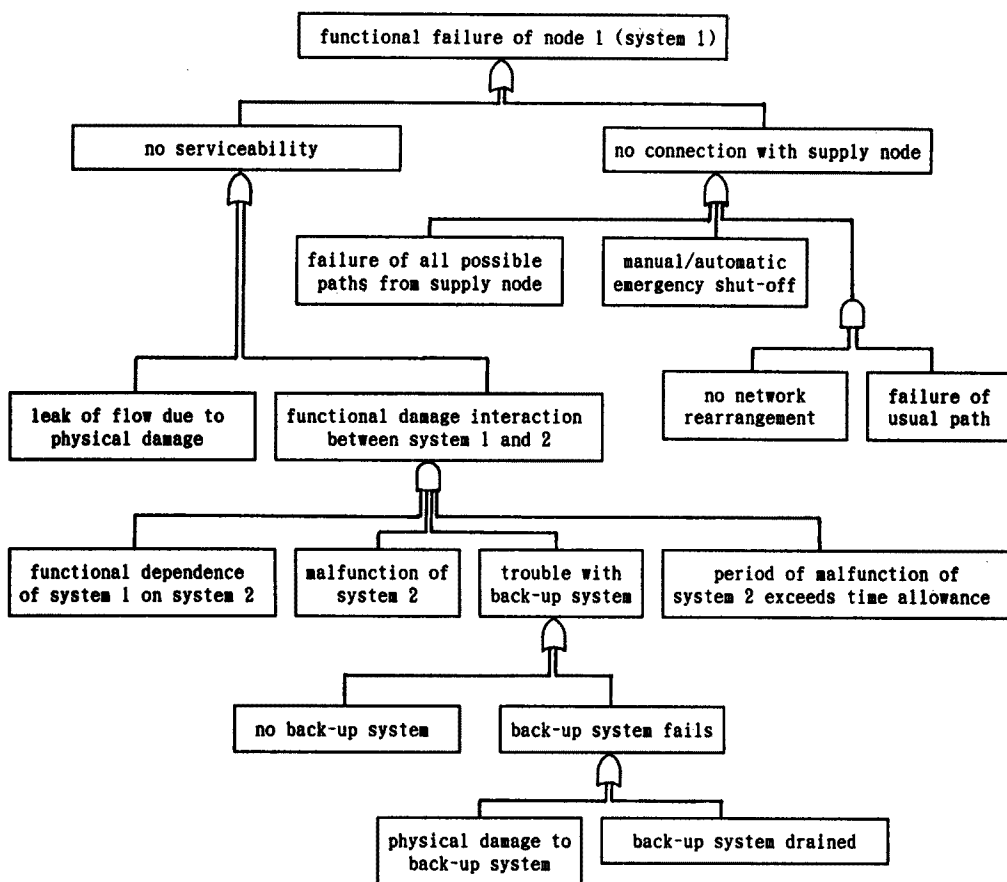 functional failure of node 1 (system 1)
no serviceability
no connection with supply node
failure of all possible
paths from supply node
manual/automatic
emergency shut-off
no network
rearrangement
failure of
usual path
leak of flow due to
physical damage
functional damage interaction
between system 1 and 2
functional dependence
of system 1 on system 2
malfunction of
system 2
trouble with
back-up system
period of malfunction of
system 2 exceeds time allowance
no back-up system
back-up system fails
physical damage to
back-up system
back-up system drained